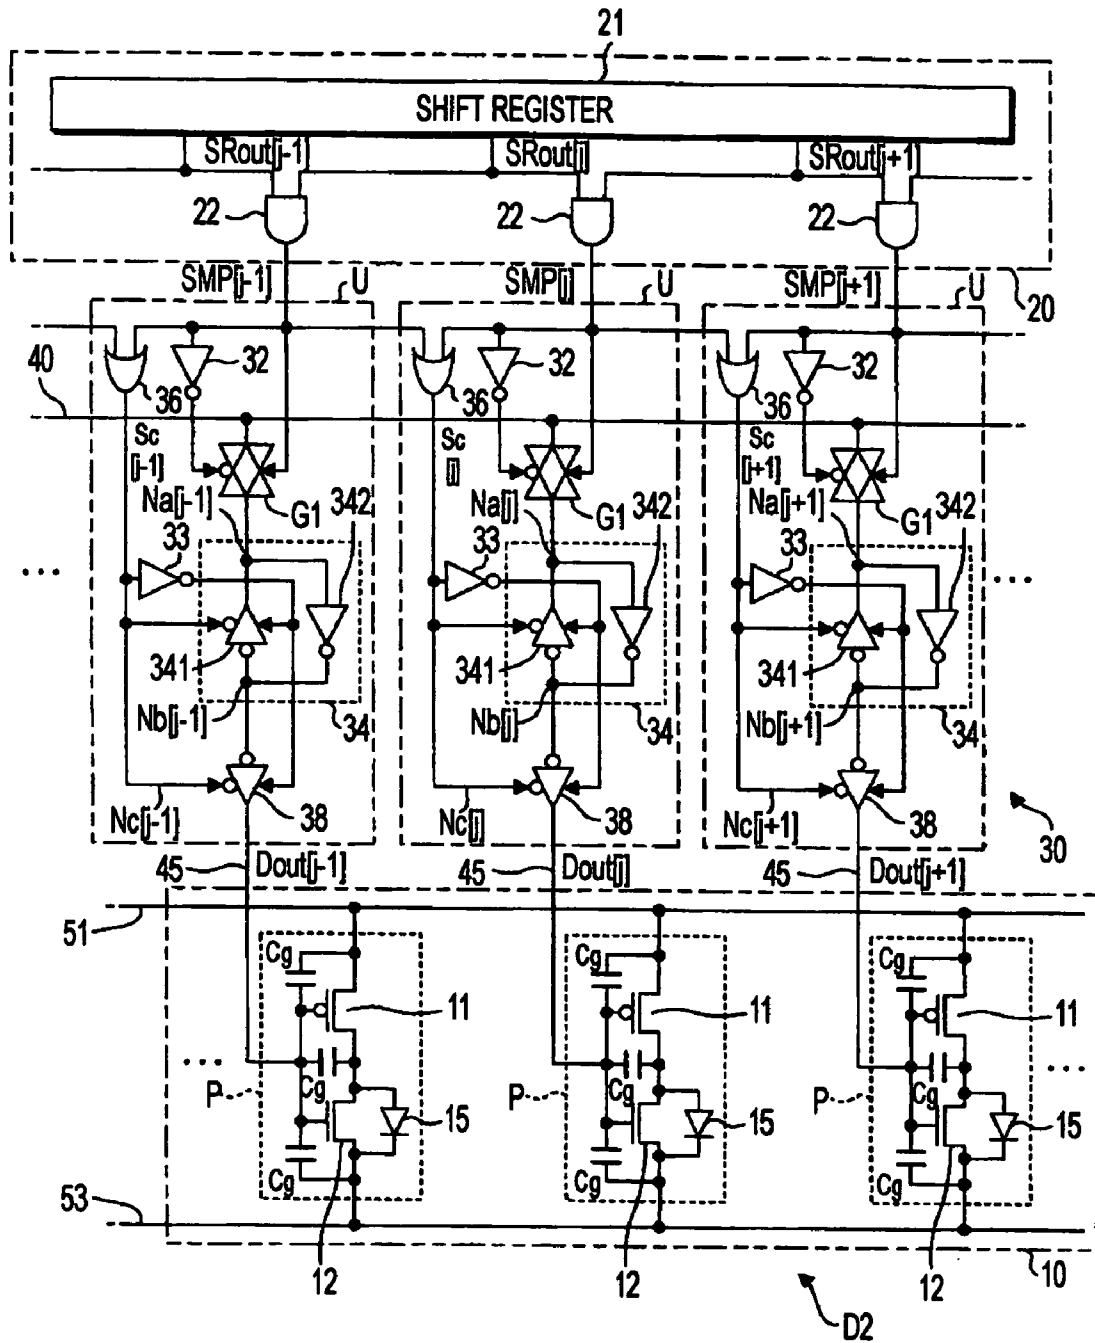 21
SHIFT REGISTER
SRout[j-1] SRout[j] SRout[j+1]
22 22 22
SMP[j-1] U SMP[j] U SMP[j+1] U
20
32 32 32
40 36 36 36
Sc Sc Sc
[j-1] [j] [j+1]
Na[j-1] G1 Na[j] G1 342 Na[j+1] G1 342
33 342 33 33
... ...
341 341 341
Nb[j-1] 34 Nb[j] 34 Nb[j+1] 34
Nc[j-1] 38 Nc[j] 38 Nc[j+1] 38
30
45 Dout[j-1] 45 Dout[j] 45 Dout[j+1]
51
Cg Cg Cg
11 11 11
... ...
P Cg P Cg P Cg
15 15 15
Cg Cg Cg
53
12 12 12 10
D2